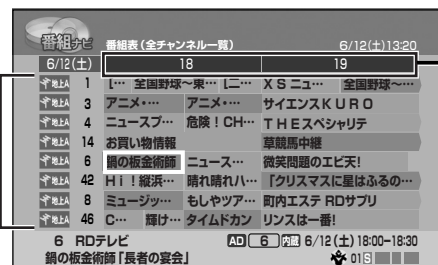 番組ナビ 番組表(全チャンネル一覧) 6/12(土)13:20
6/12(土) 18 19
地上A 1 [… 全国野球～東… [ニ… XSニュ… 全国野球～…
地上A 3 アニメ・… アニメ・… サイエンスKURO
地上A 4 ニュースプ… 危険!CH… THEスペシャリテ
地上A 14 お買い物情報 草競馬中継
地上A 6 鍋の板金術師 ニュース… 微笑問題のエピ天!
地上A 42 Hi!縦浜… 晴れ晴れハ… 「クリスマスに星はふるの…
地上A 8 ミュージッ… もしやツア… 町内エステ RDサプリ
地上A 46 C… 輝け… タイムドカン リンスは一番!
6 RDテレビ AD 6 内蔵 6/12(土)18:00-18:30
鍋の板金術師「長者の宴会」 01 S